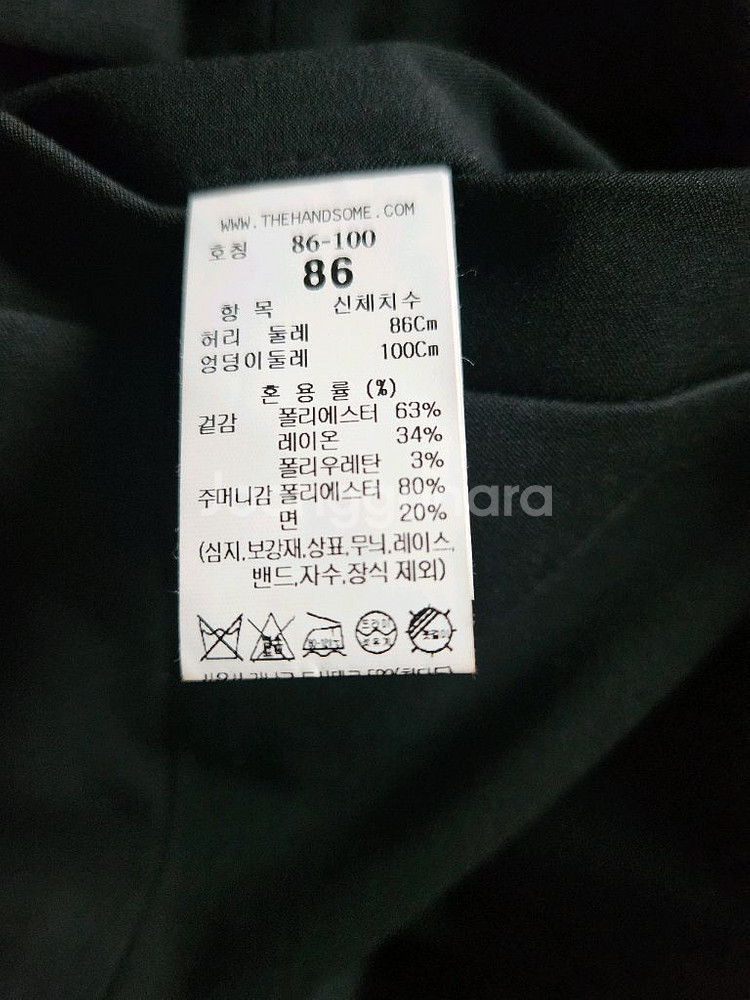 WWW.THEHANDSOME.COM
호칭 86-100
86
항 목 신체치수
허리 둘레 86Cm
엉덩이둘레 100Cm
혼 용 률 (%)
겉감 폴리에스터 63%
레이온 34%
폴리우레탄 3%
주머니감 폴리에스터 80%
면 20%
(심지,보강재,상표,무늬,레이스,
밴드,자수,장식 제외)
드라이